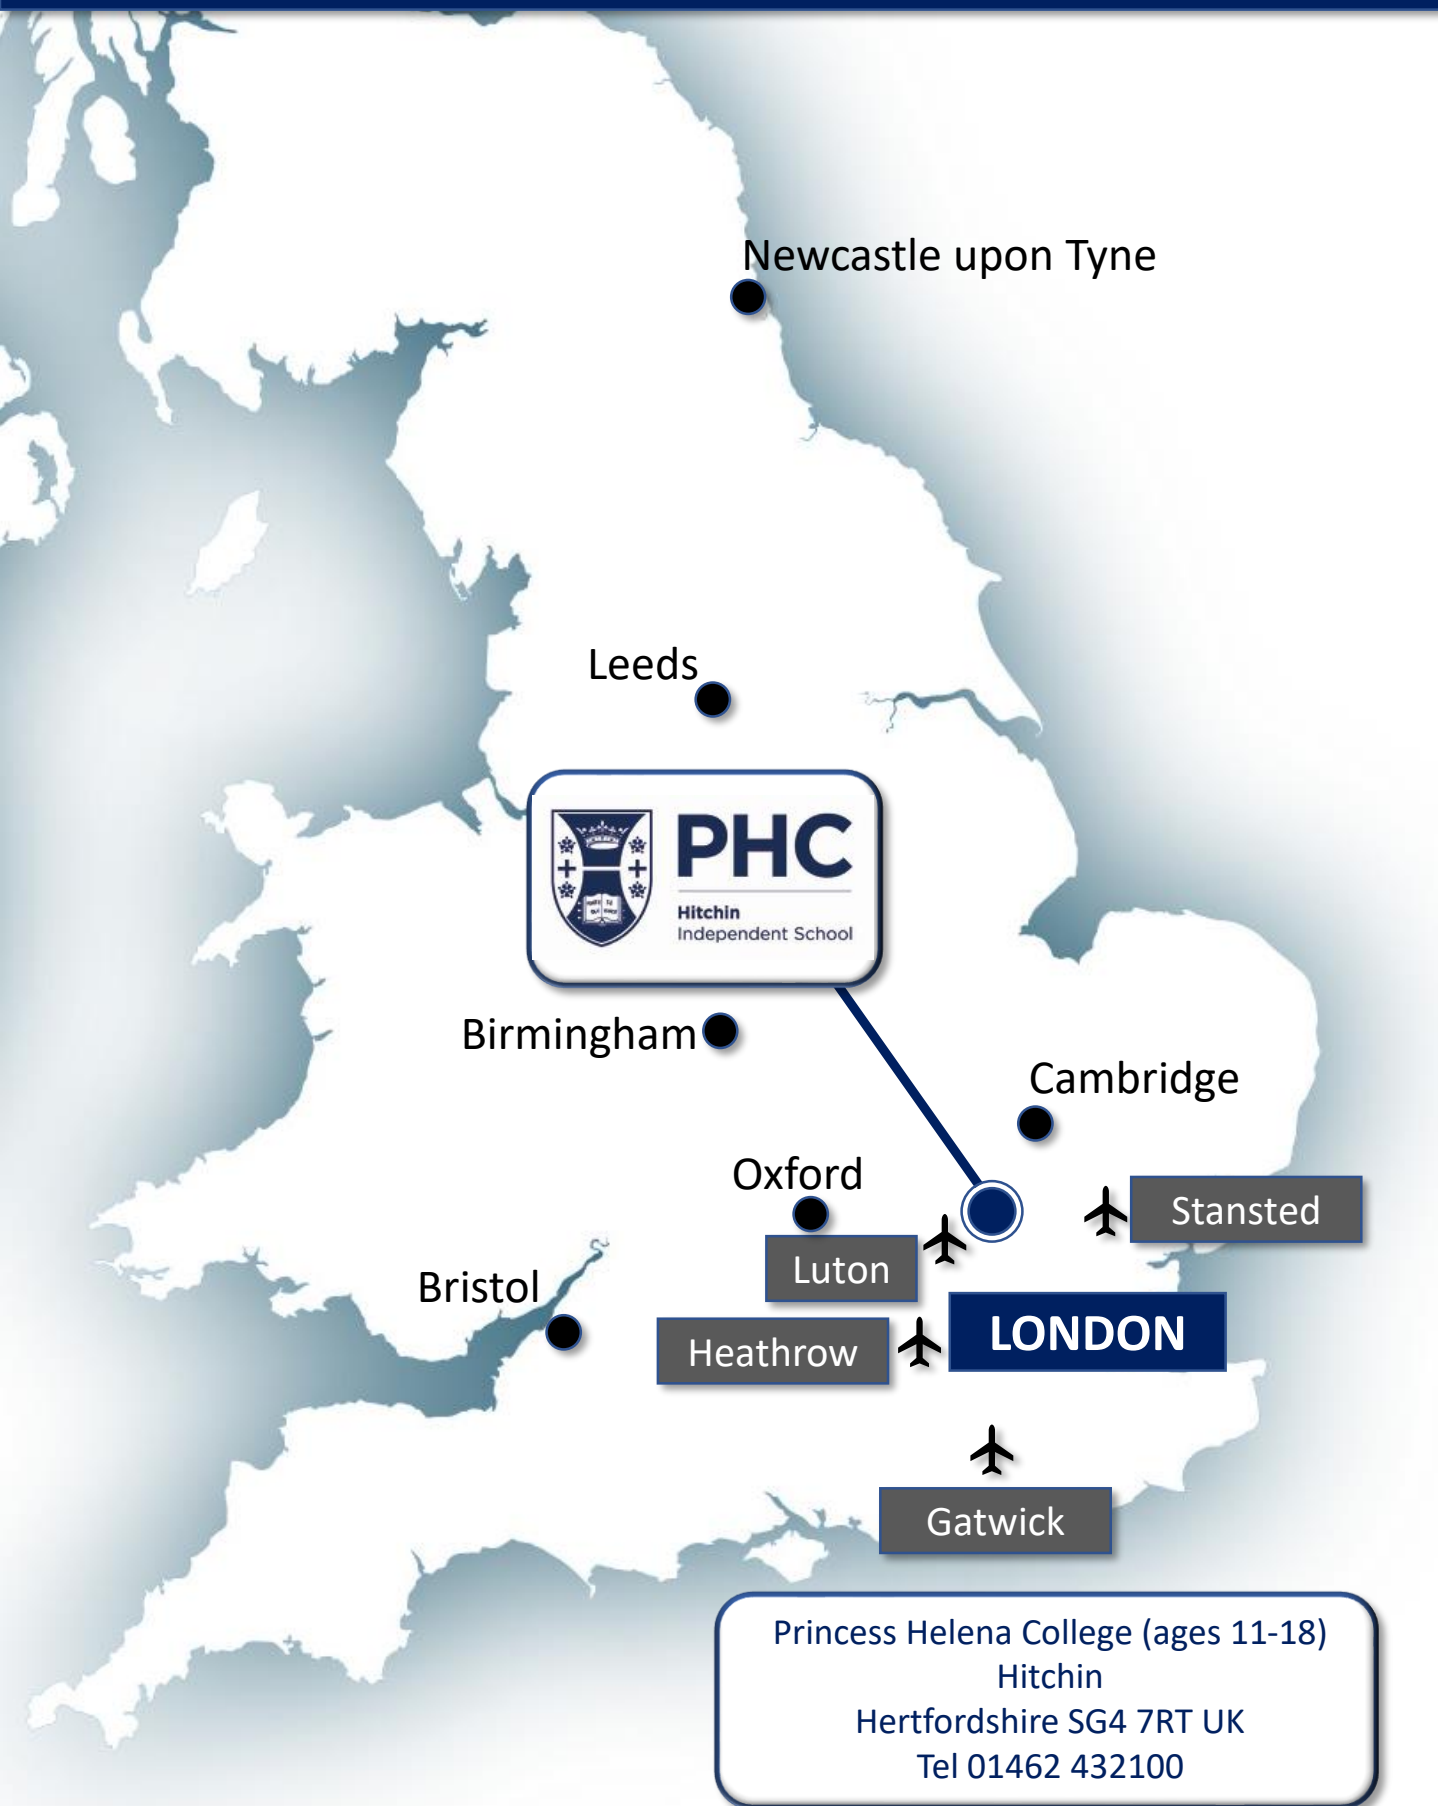 Newcastle upon Tyne
Leeds
PHC
Hitchin
Independent School
Birmingham
Cambridge
Oxford
Stansted
Luton
Bristol
LONDON
Heathrow
Gatwick
Princess Helena College (ages 11-18)
Hitchin
Hertfordshire SG4 7RT UK
Tel 01462 432100